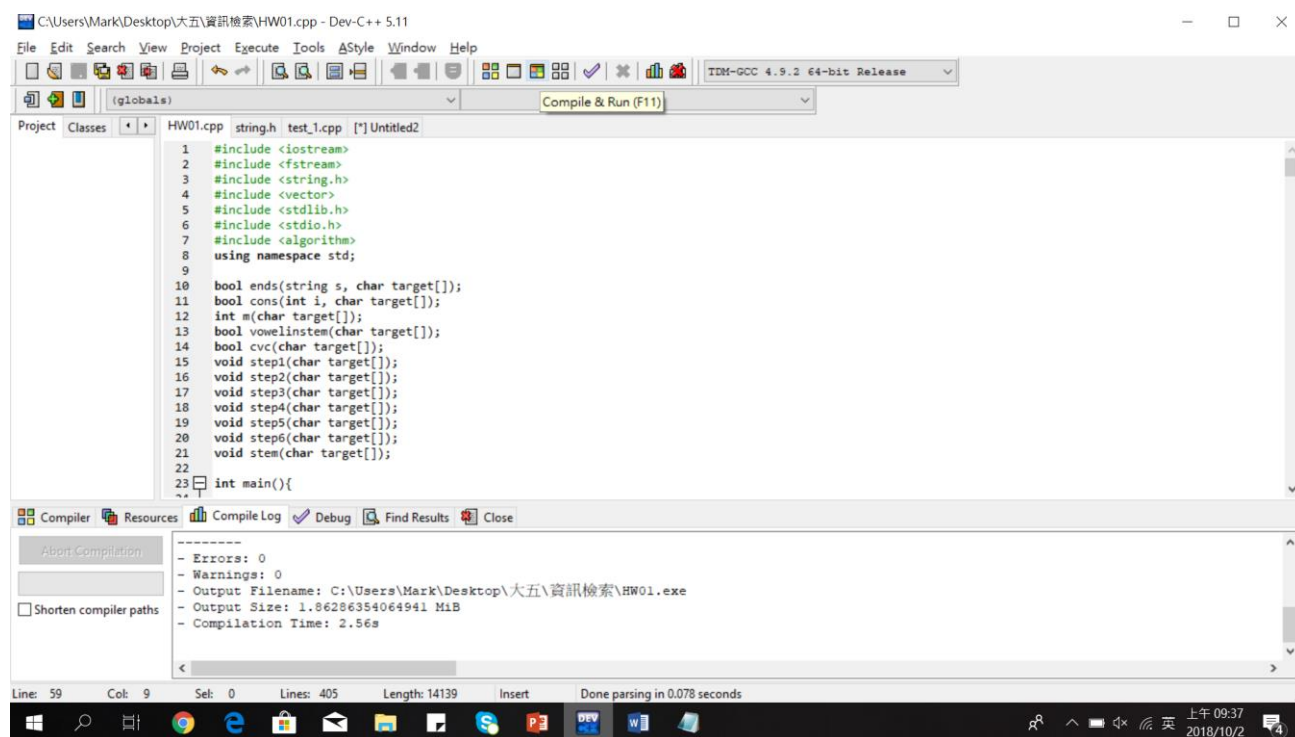 C:\Users\Mark\Desktop\大五\資訊檢索\HW01.cpp - Dev-C++ 5.11
File Edit Search View Project Execute Tools AStyle Window Help
TDM-GCC 4.9.2 64-bit Release
(globals)
Compile & Run (F11)
Project Classes HW01.cpp string.h test_1.cpp [*] Untitled2
1 #include <iostream>
2 #include <fstream>
3 #include <string.h>
4 #include <vector>
5 #include <stdlib.h>
6 #include <stdio.h>
7 #include <algorithm>
8 using namespace std;
9
10 bool ends(string s, char target[]);
11 bool cons(int i, char target[]);
12 int m(char target[]);
13 bool vowelinstem(char target[]);
14 bool cvc(char target[]);
15 void step1(char target[]);
16 void step2(char target[]);
17 void step3(char target[]);
18 void step4(char target[]);
19 void step5(char target[]);
20 void step6(char target[]);
21 void stem(char target[]);
22
23 int main(){
Compiler Resources Compile Log Debug Find Results Close
Abort Compilation
Shorten compiler paths
--------
- Errors: 0
- Warnings: 0
- Output Filename: C:\Users\Mark\Desktop\大五\資訊檢索\HW01.exe
- Output Size: 1.86286354064941 MiB
- Compilation Time: 2.56s
Line: 59 Col: 9 Sel: 0 Lines: 405 Length: 14139 Insert Done parsing in 0.078 seconds
DEV
英
上午 09:37
2018/10/2
4